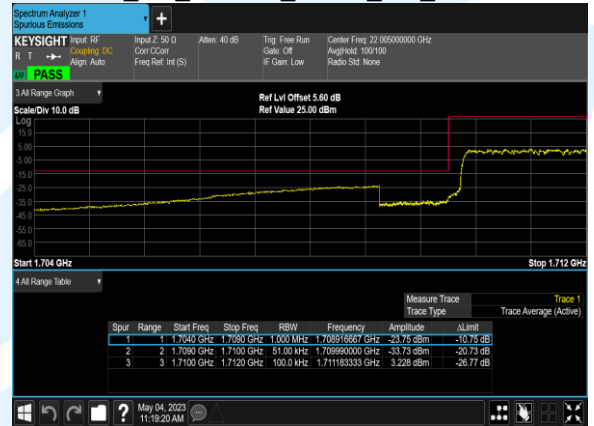 Spectrum Analyzer 1
Spurious Emissions
+
KEYSIGHT Input: RF Input Z: 50 Ω Atten: 40 dB Trig: Free Run Center Freq: 22.005000000 GHz
R T Coupling: DC Corr CCorr Gate: Off Avg|Hold: 100/100
Align: Auto Freq Ref: Int (S) IF Gain: Low Radio Std: None
PASS
3 All Range Graph
Ref Lvl Offset 5.60 dB
Scale/Div 10.0 dB Ref Value 25.00 dBm
Log
15.0
5.00
-5.00
-15.0
-25.0
-35.0
-45.0
-55.0
-65.0
Start 1.704 GHz Stop 1.712 GHz
4 All Range Table
Measure Trace Trace 1
Trace Type Trace Average (Active)
Spur Range Start Freq Stop Freq RBW Frequency Amplitude ΔLimit
1 1 1.7040 GHz 1.7090 GHz 1.000 MHz 1.708916667 GHz -23.75 dBm -10.75 dB
2 2 1.7090 GHz 1.7100 GHz 51.00 kHz 1.709990000 GHz -33.73 dBm -20.73 dB
3 3 1.7100 GHz 1.7120 GHz 100.0 kHz 1.711183333 GHz 3.228 dBm -26.77 dB
? May 04, 2023
11:19:20 AM